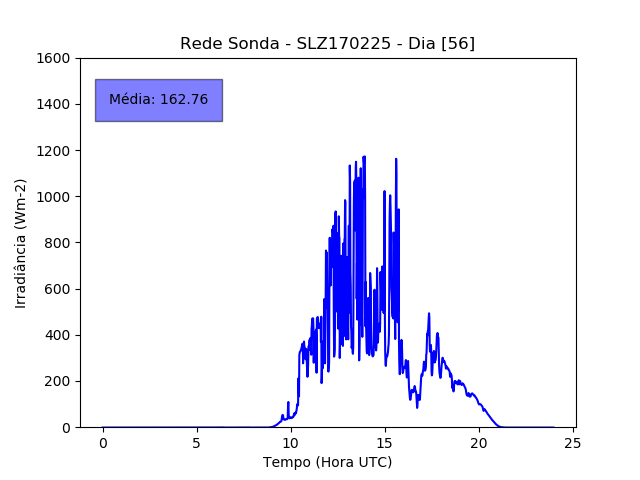 Rede Sonda - SLZ170225 - Dia [56]
1600
1400
1200
1000
800
600
400
200
0
Irradiância (Wm-2)
Média: 162.76
0 5 10 15 20 25
Tempo (Hora UTC)